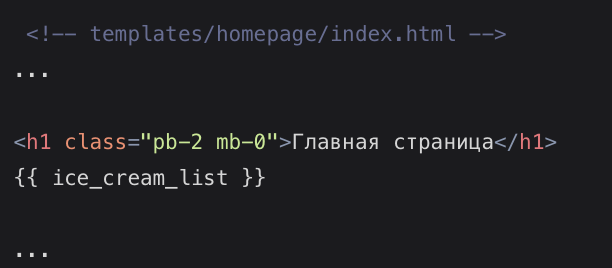 <!-- templates/homepage/index.html -->
...
<h1 class="pb-2 mb-0">Главная страница</h1>
{{ ice_cream_list }}
...